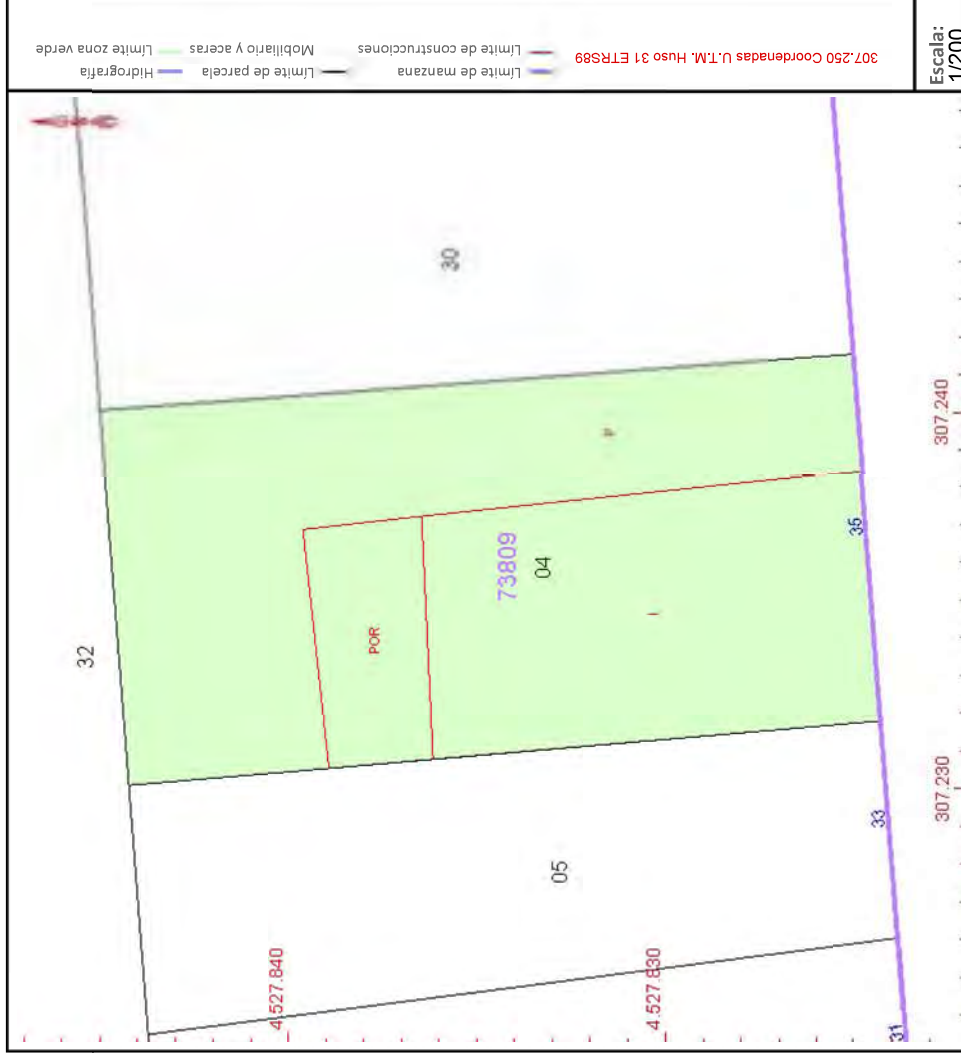 Límite de manzana
Límite de construcciones
Límite de parcela
Mobiliario y aceras
Hidrografía
Límite zona verde
307.250 Coordenadas U.T.M. Huso 31 ETRS89
Escala:
1/200
32
30
POR
73809
04
P
I
05
35
33
31
4.527.840
4.527.830
307.240
307.230